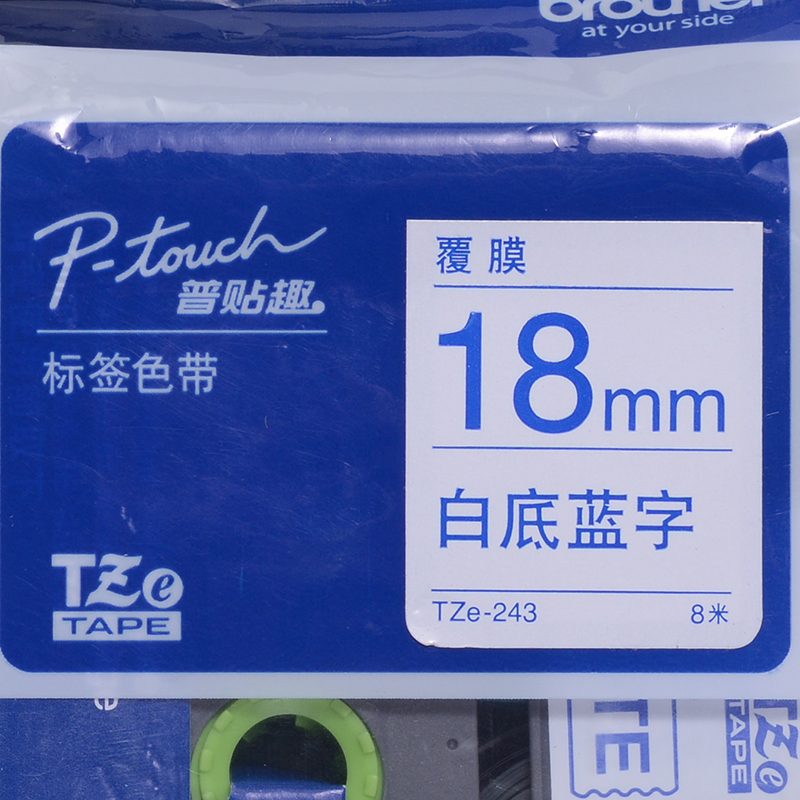 brother
at your side
P-touch
普贴趣
标签色带
覆膜
18mm
白底蓝字
TZe-243
8米
TZe
TAPE
TZe
TAPE